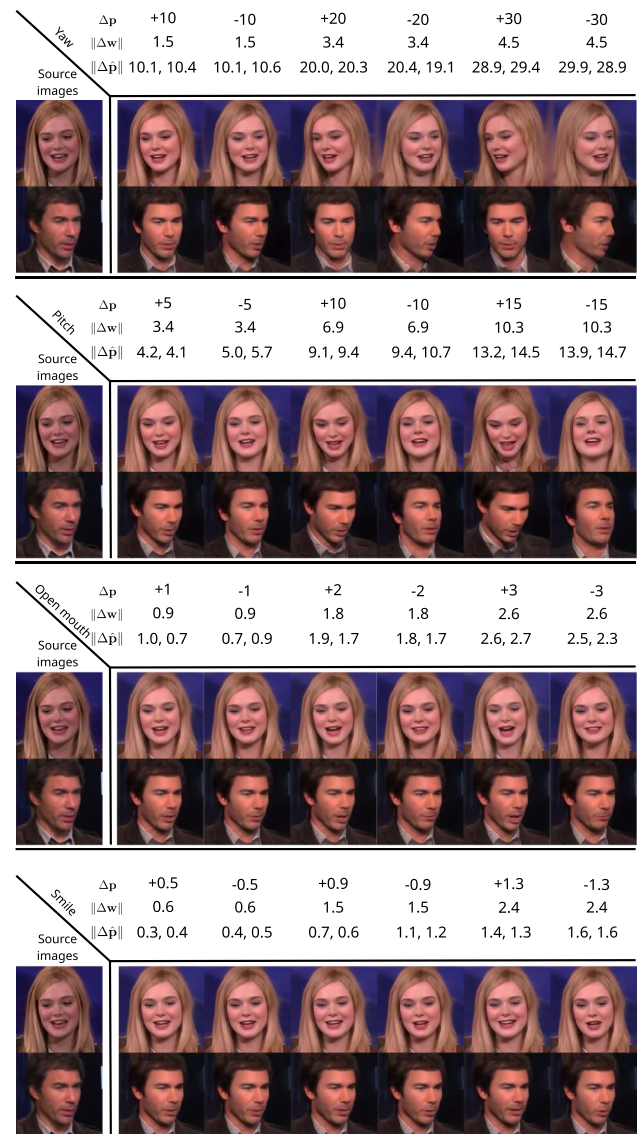 Yaw
Δp +10 -10 +20 -20 +30 -30
‖Δw‖ 1.5 1.5 3.4 3.4 4.5 4.5
‖Δp̂‖ 10.1, 10.4 10.1, 10.6 20.0, 20.3 20.4, 19.1 28.9, 29.4 29.9, 28.9
Source
images
Pitch
Δp +5 -5 +10 -10 +15 -15
‖Δw‖ 3.4 3.4 6.9 6.9 10.3 10.3
‖Δp̂‖ 4.2, 4.1 5.0, 5.7 9.1, 9.4 9.4, 10.7 13.2, 14.5 13.9, 14.7
Source
images
Open mouth
Δp +1 -1 +2 -2 +3 -3
‖Δw‖ 0.9 0.9 1.8 1.8 2.6 2.6
‖Δp̂‖ 1.0, 0.7 0.7, 0.9 1.9, 1.7 1.8, 1.7 2.6, 2.7 2.5, 2.3
Source
images
Smile
Δp +0.5 -0.5 +0.9 -0.9 +1.3 -1.3
‖Δw‖ 0.6 0.6 1.5 1.5 2.4 2.4
‖Δp̂‖ 0.3, 0.4 0.4, 0.5 0.7, 0.6 1.1, 1.2 1.4, 1.3 1.6, 1.6
Source
images